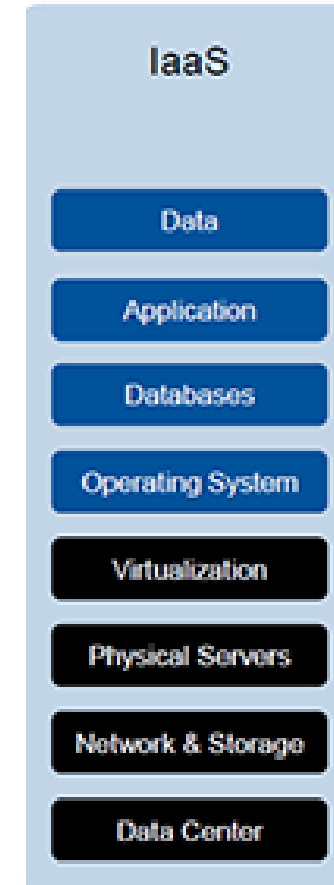 IaaS
Data
Application
Databases
Operating System
Virtualization
Physical Servers
Network & Storage
Data Center